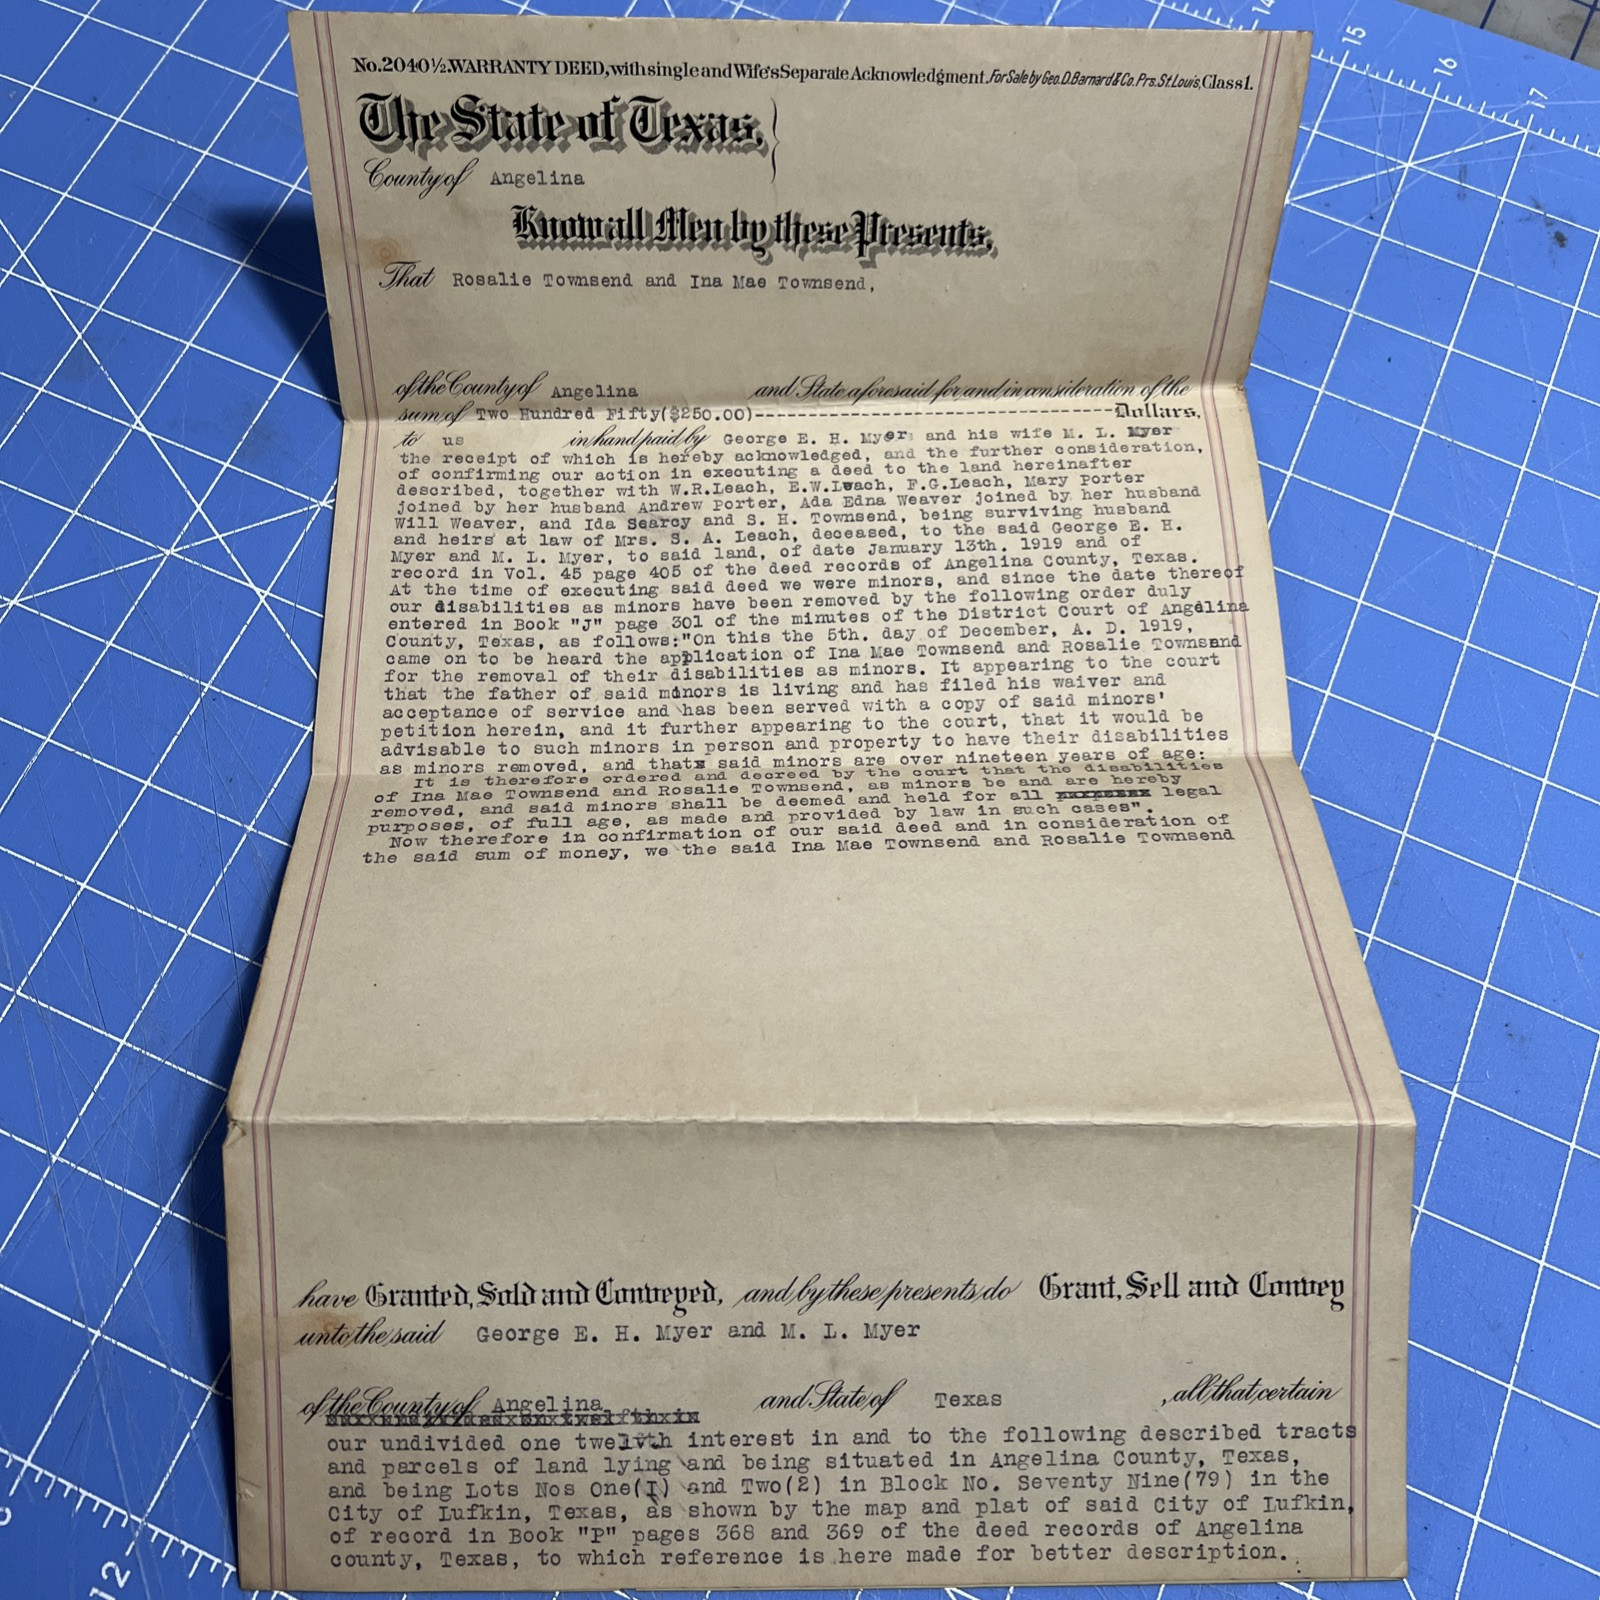 No.2040½.WARRANTY DEED, with single and Wife's Separate Acknowledgment. For Sale by Geo.D.Barnard & Co. Prs. St. Louis, Class 1.
The State of Texas,
County of Angelina
Know all Men by these Presents,
That Rosalie Townsend and Ina Mae Townsend,
of the County of Angelina and State aforesaid for and in consideration of the
sum of Two Hundred Fifty($250.00)-----------------------------------Dollars,
to us in hand paid by George E. H. Myer and his wife M. L. Myer
the receipt of which is hereby acknowledged, and the further consideration,
of confirming our action in executing a deed to the land hereinafter
described, together with W.R.Leach, E.W.Leach, F.G.Leach, Mary Porter
joined by her husband Andrew Porter, Ada Edna Weaver joined by her husband
Will Weaver, and Ida Searcy and S. H. Townsend, being surviving husband
and heirs at law of Mrs. S. A. Leach, deceased, to the said George E. H.
Myer and M. L. Myer, to said land, of date January 13th. 1919 and of
record in Vol. 45 page 405 of the deed records of Angelina County, Texas.
At the time of executing said deed we were minors, and since the date thereof
our disabilities as minors have been removed by the following order duly
entered in Book "J" page 301 of the minutes of the District Court of Angelina
County, Texas, as follows:"On this the 5th. day of December, A. D. 1919,
came on to be heard the application of Ina Mae Townsend and Rosalie Townsend
for the removal of their disabilities as minors. It appearing to the court
that the father of said minors is living and has filed his waiver and
acceptance of service and has been served with a copy of said minors'
petition herein, and it further appearing to the court, that it would be
advisable to such minors in person and property to have their disabilities
as minors removed, and that said minors are over nineteen years of age:
It is therefore ordered and decreed by the court that the disabilities
of Ina Mae Townsend and Rosalie Townsend, as minors be and are hereby
removed, and said minors shall be deemed and held for all legal
purposes, of full age, as made and provided by law in such cases".
Now therefore in confirmation of our said deed and in consideration of
the said sum of money, we the said Ina Mae Townsend and Rosalie Townsend
have Granted, Sold and Conveyed, and by these presents do Grant, Sell and Convey
unto the said George E. H. Myer and M. L. Myer
of the County of Angelina and State of Texas , all that certain
our undivided one twelvth interest in and to the following described tracts
and parcels of land lying and being situated in Angelina County, Texas,
and being Lots Nos One(I) and Two(2) in Block No. Seventy Nine(79) in the
City of Lufkin, Texas, as shown by the map and plat of said City of Lufkin,
of record in Book "P" pages 368 and 369 of the deed records of Angelina
county, Texas, to which reference is here made for better description.
14
15
16
17
12